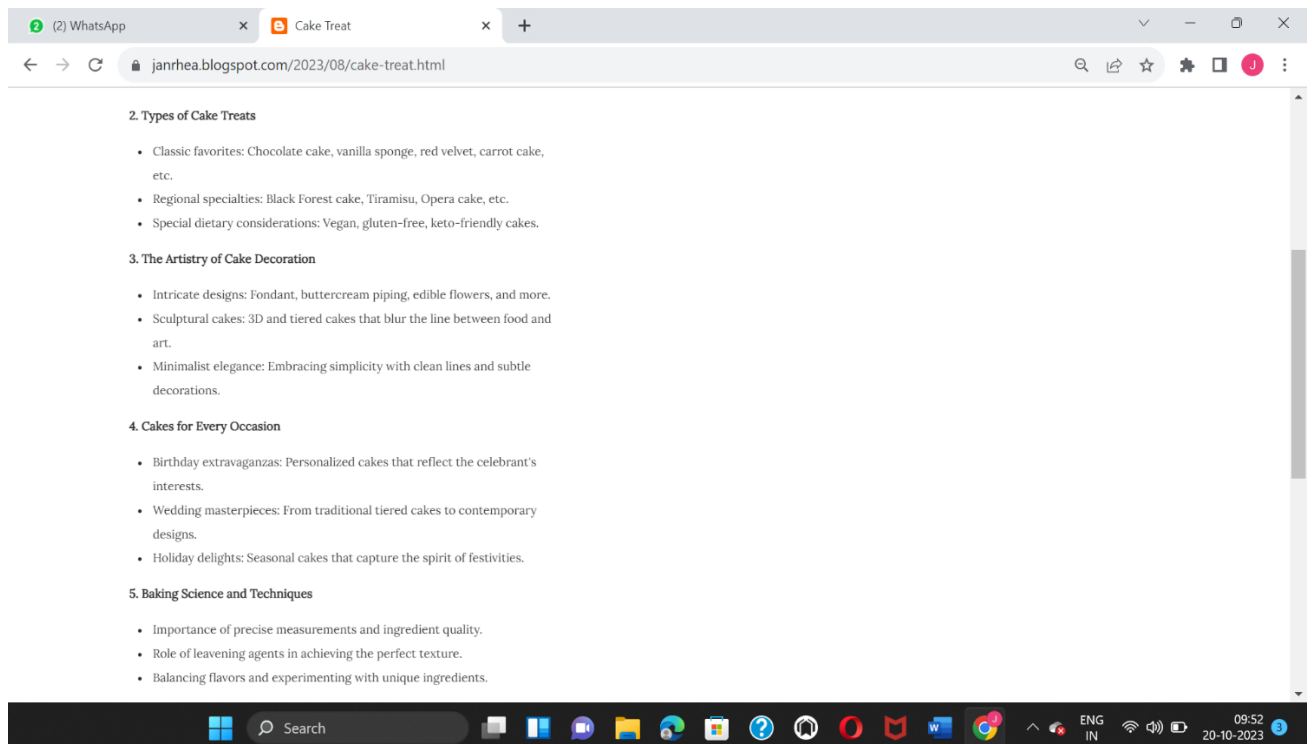 2 (2) WhatsApp
Cake Treat
janrhea.blogspot.com/2023/08/cake-treat.html
J
2. Types of Cake Treats
• Classic favorites: Chocolate cake, vanilla sponge, red velvet, carrot cake,
etc.
• Regional specialties: Black Forest cake, Tiramisu, Opera cake, etc.
• Special dietary considerations: Vegan, gluten-free, keto-friendly cakes.
3. The Artistry of Cake Decoration
• Intricate designs: Fondant, buttercream piping, edible flowers, and more.
• Sculptural cakes: 3D and tiered cakes that blur the line between food and
art.
• Minimalist elegance: Embracing simplicity with clean lines and subtle
decorations.
4. Cakes for Every Occasion
• Birthday extravaganzas: Personalized cakes that reflect the celebrant's
interests.
• Wedding masterpieces: From traditional tiered cakes to contemporary
designs.
• Holiday delights: Seasonal cakes that capture the spirit of festivities.
5. Baking Science and Techniques
• Importance of precise measurements and ingredient quality.
• Role of leavening agents in achieving the perfect texture.
• Balancing flavors and experimenting with unique ingredients.
Search
W
J
ENG
IN
09:52
20-10-2023
3